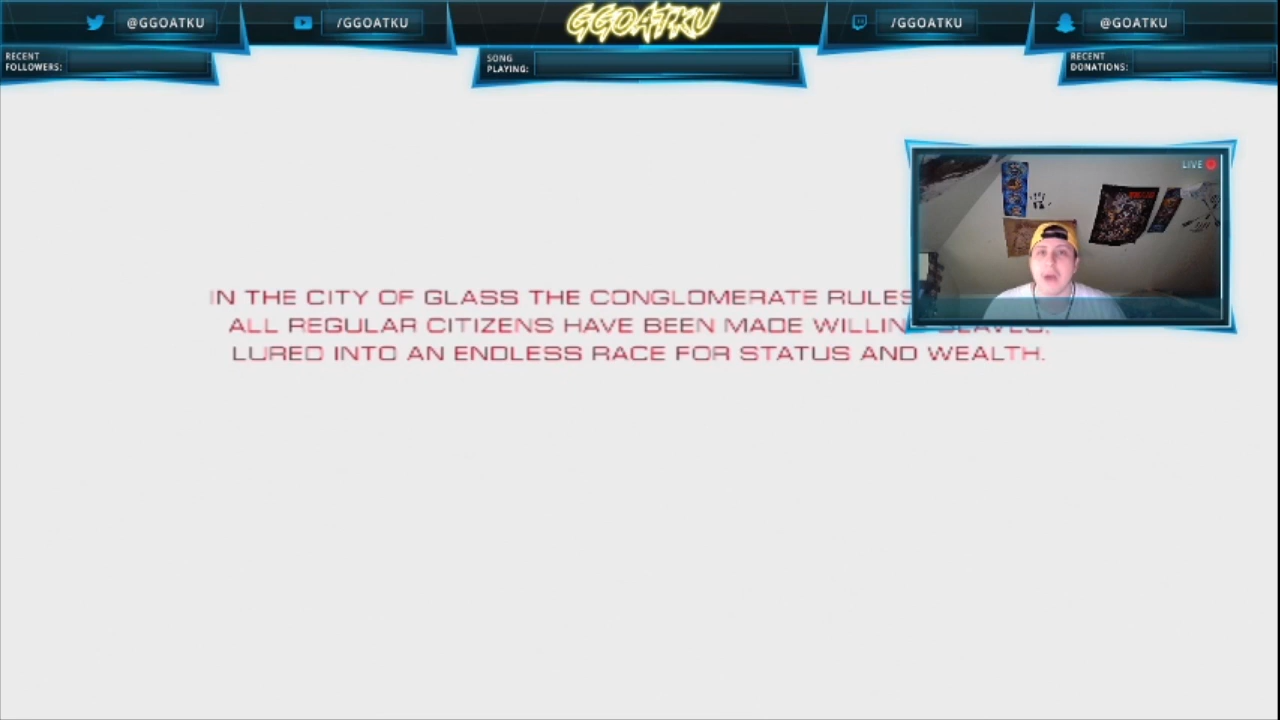 @GGOATKU
/GGOATKU
GGOATKU
/GGOATKU
@GOATKU
RECENT
FOLLOWERS:
SONG
PLAYING:
RECENT
DONATIONS:
LIVE
IN THE CITY OF GLASS THE CONGLOMERATE RULES
ALL REGULAR CITIZENS HAVE BEEN MADE
LURED INTO AN ENDLESS RACE FOR STATUS AND WEALTH.